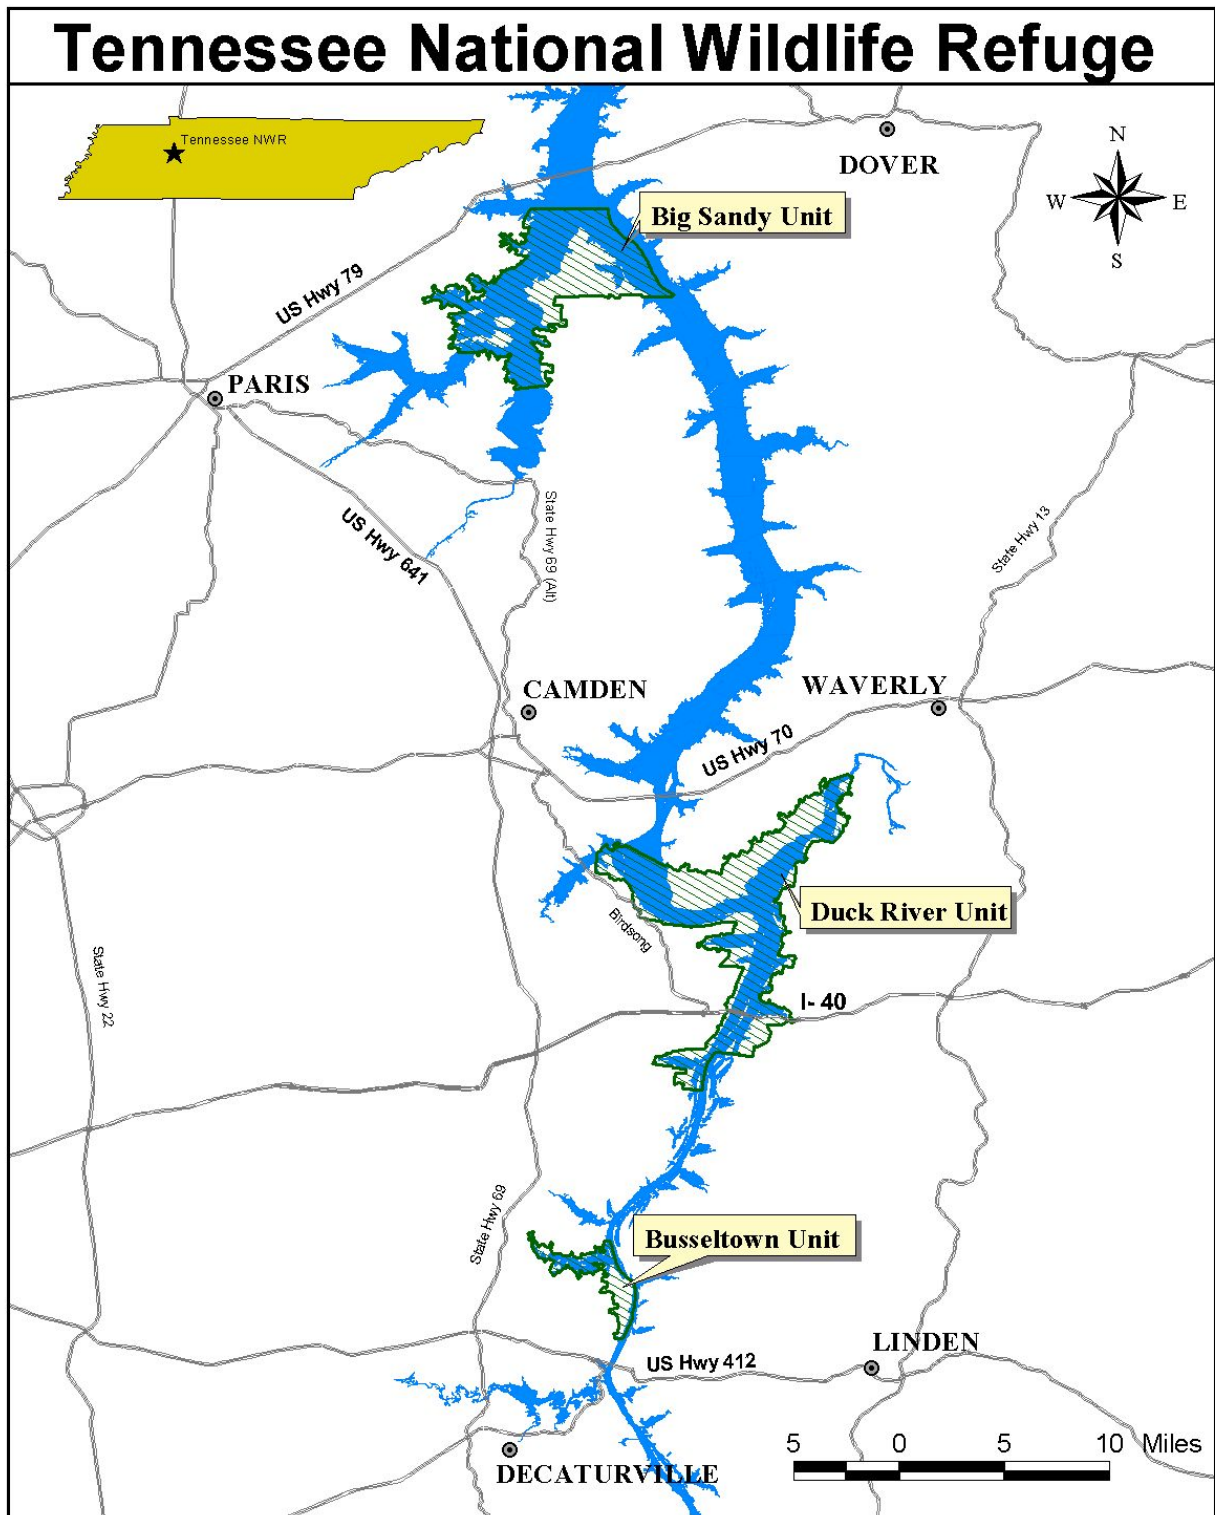 Tennessee National Wildlife Refuge
Tennessee NWR
DOVER
N
W E
S
Big Sandy Unit
US Hwy 79
PARIS
State Hwy 69 (Alt)
US Hwy 641
State Hwy 13
CAMDEN
WAVERLY
US Hwy 70
Duck River Unit
Birdsong
State Hwy 22
I- 40
State Hwy 69
Busseltown Unit
LINDEN
US Hwy 412
5 0 5 10 Miles
DECATURVILLE